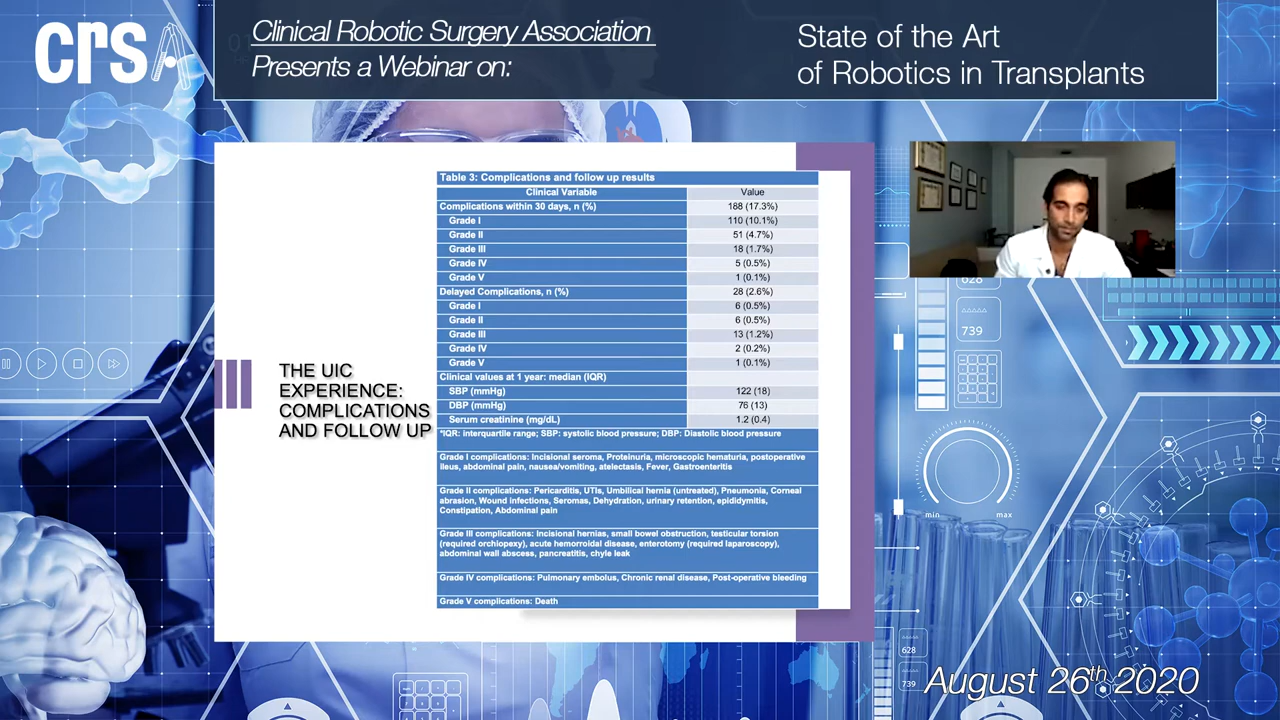 crsa
Clinical Robotic Surgery Association
Presents a Webinar on:
State of the Art
of Robotics in Transplants
THE UIC
EXPERIENCE:
COMPLICATIONS
AND FOLLOW UP
Table 3: Complications and follow up results
Clinical Variable Value
Complications within 30 days, n (%) 188 (17.3%)
Grade I 110 (10.1%)
Grade II 51 (4.7%)
Grade III 18 (1.7%)
Grade IV 5 (0.5%)
Grade V 1 (0.1%)
Delayed Complications, n (%) 28 (2.6%)
Grade I 6 (0.5%)
Grade II 6 (0.5%)
Grade III 13 (1.2%)
Grade IV 2 (0.2%)
Grade V 1 (0.1%)
Clinical values at 1 year: median (IQR)
SBP (mmHg) 122 (18)
DBP (mmHg) 76 (13)
Serum creatinine (mg/dL) 1.2 (0.4)
*IQR: interquartile range; SBP: systolic blood pressure; DBP: Diastolic blood pressure
Grade I complications: Incisional seroma, Proteinuria, microscopic hematuria, postoperative
ileus, abdominal pain, nausea/vomiting, atelectasis, Fever, Gastroenteritis
Grade II complications: Pericarditis, UTIs, Umbilical hernia (untreated), Pneumonia, Corneal
abrasion, Wound infections, Seromas, Dehydration, urinary retention, epididymitis,
Constipation, Abdominal pain
Grade III complications: Incisional hernias, small bowel obstruction, testicular torsion
(required orchiopexy), acute hemorroidal disease, enterotomy (required laparoscopy),
abdominal wall abscess, pancreatitis, chyle leak
Grade IV complications: Pulmonary embolus, Chronic renal disease, Post-operative bleeding
Grade V complications: Death
739
min max
628
739
August 26th 2020